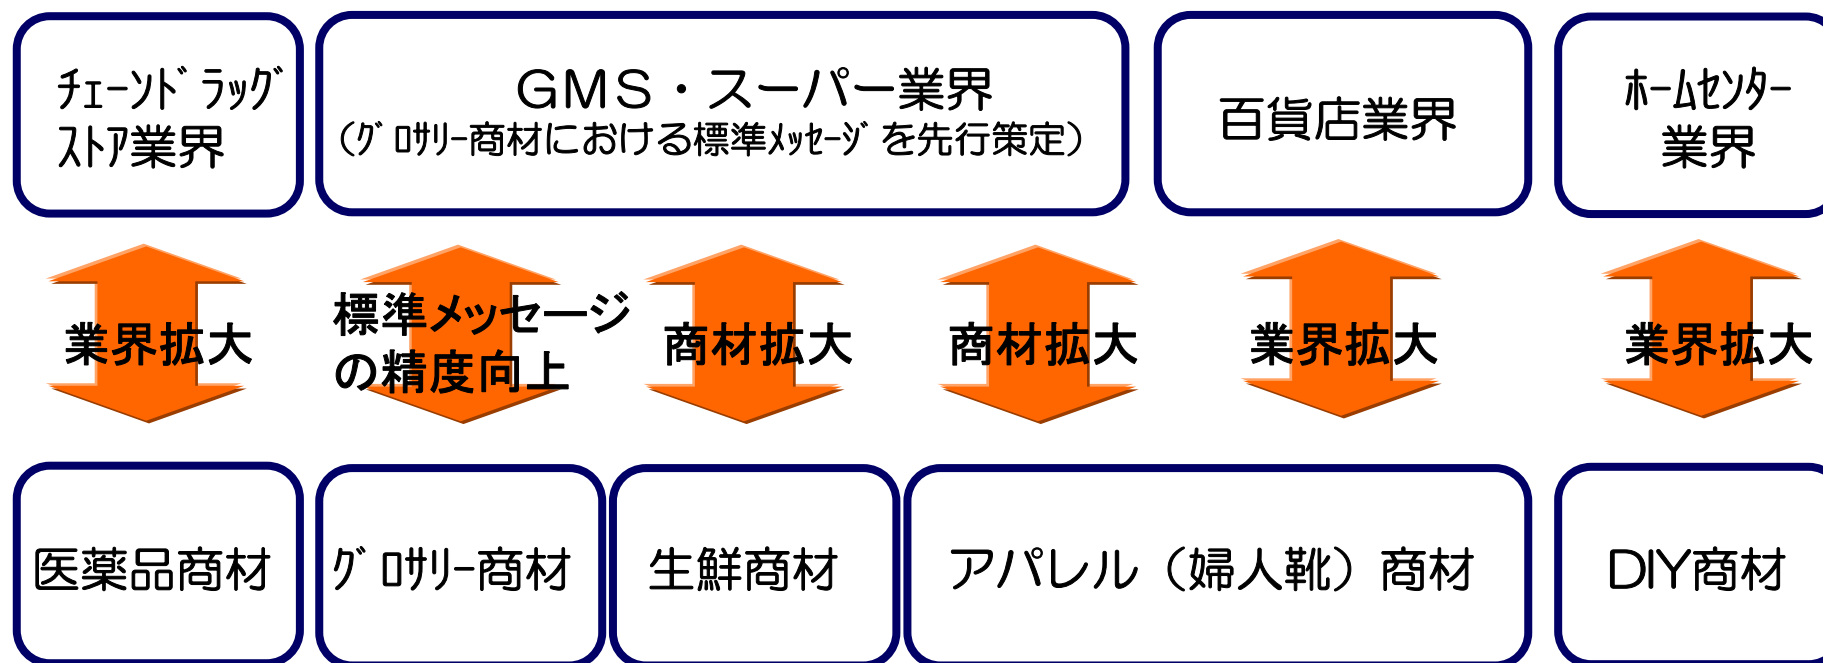 ﾁｪｰﾝﾄﾞﾗｯｸﾞ
ｽﾄｱ業界
ＧＭＳ・スーパー業界
（ｸﾞﾛｻﾘｰ商材における標準ﾒｯｾｰｼﾞを先行策定）
百貨店業界
ﾎｰﾑｾﾝﾀｰ
業界
業界拡大
標準メッセージ
の精度向上
商材拡大
商材拡大
業界拡大
業界拡大
医薬品商材
ｸﾞﾛｻﾘｰ商材
生鮮商材
アパレル（婦人靴）商材
DIY商材